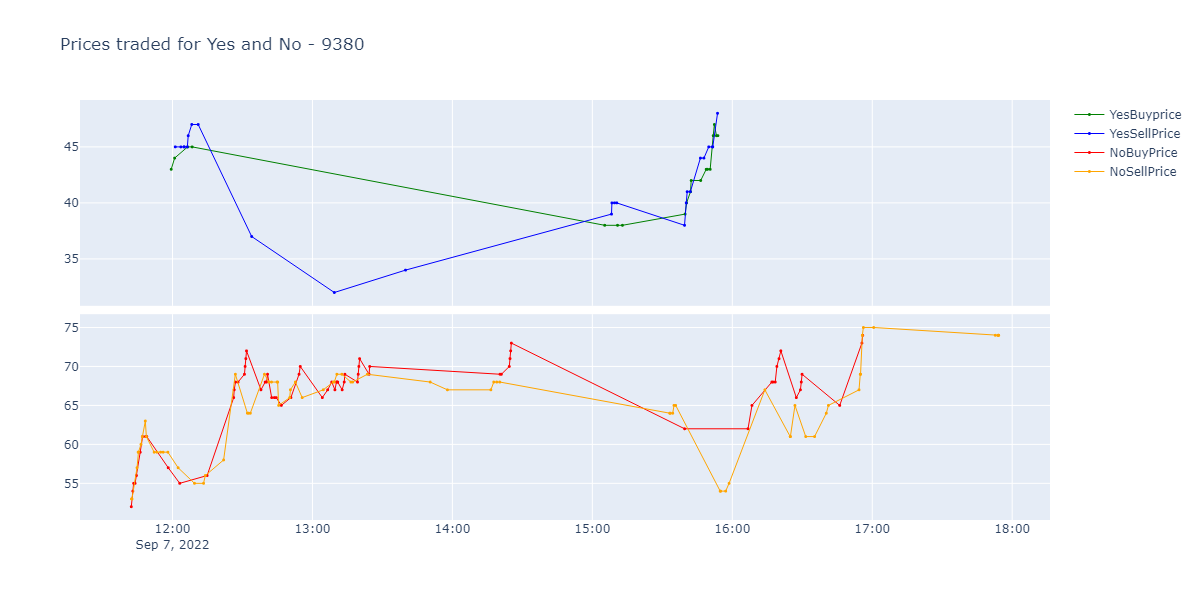 Prices traded for Yes and No - 9380
45
40
35
YesBuyprice
YesSellPrice
NoBuyPrice
NoSellPrice
75
70
65
60
55
12:00 13:00 14:00 15:00 16:00 17:00 18:00
Sep 7, 2022